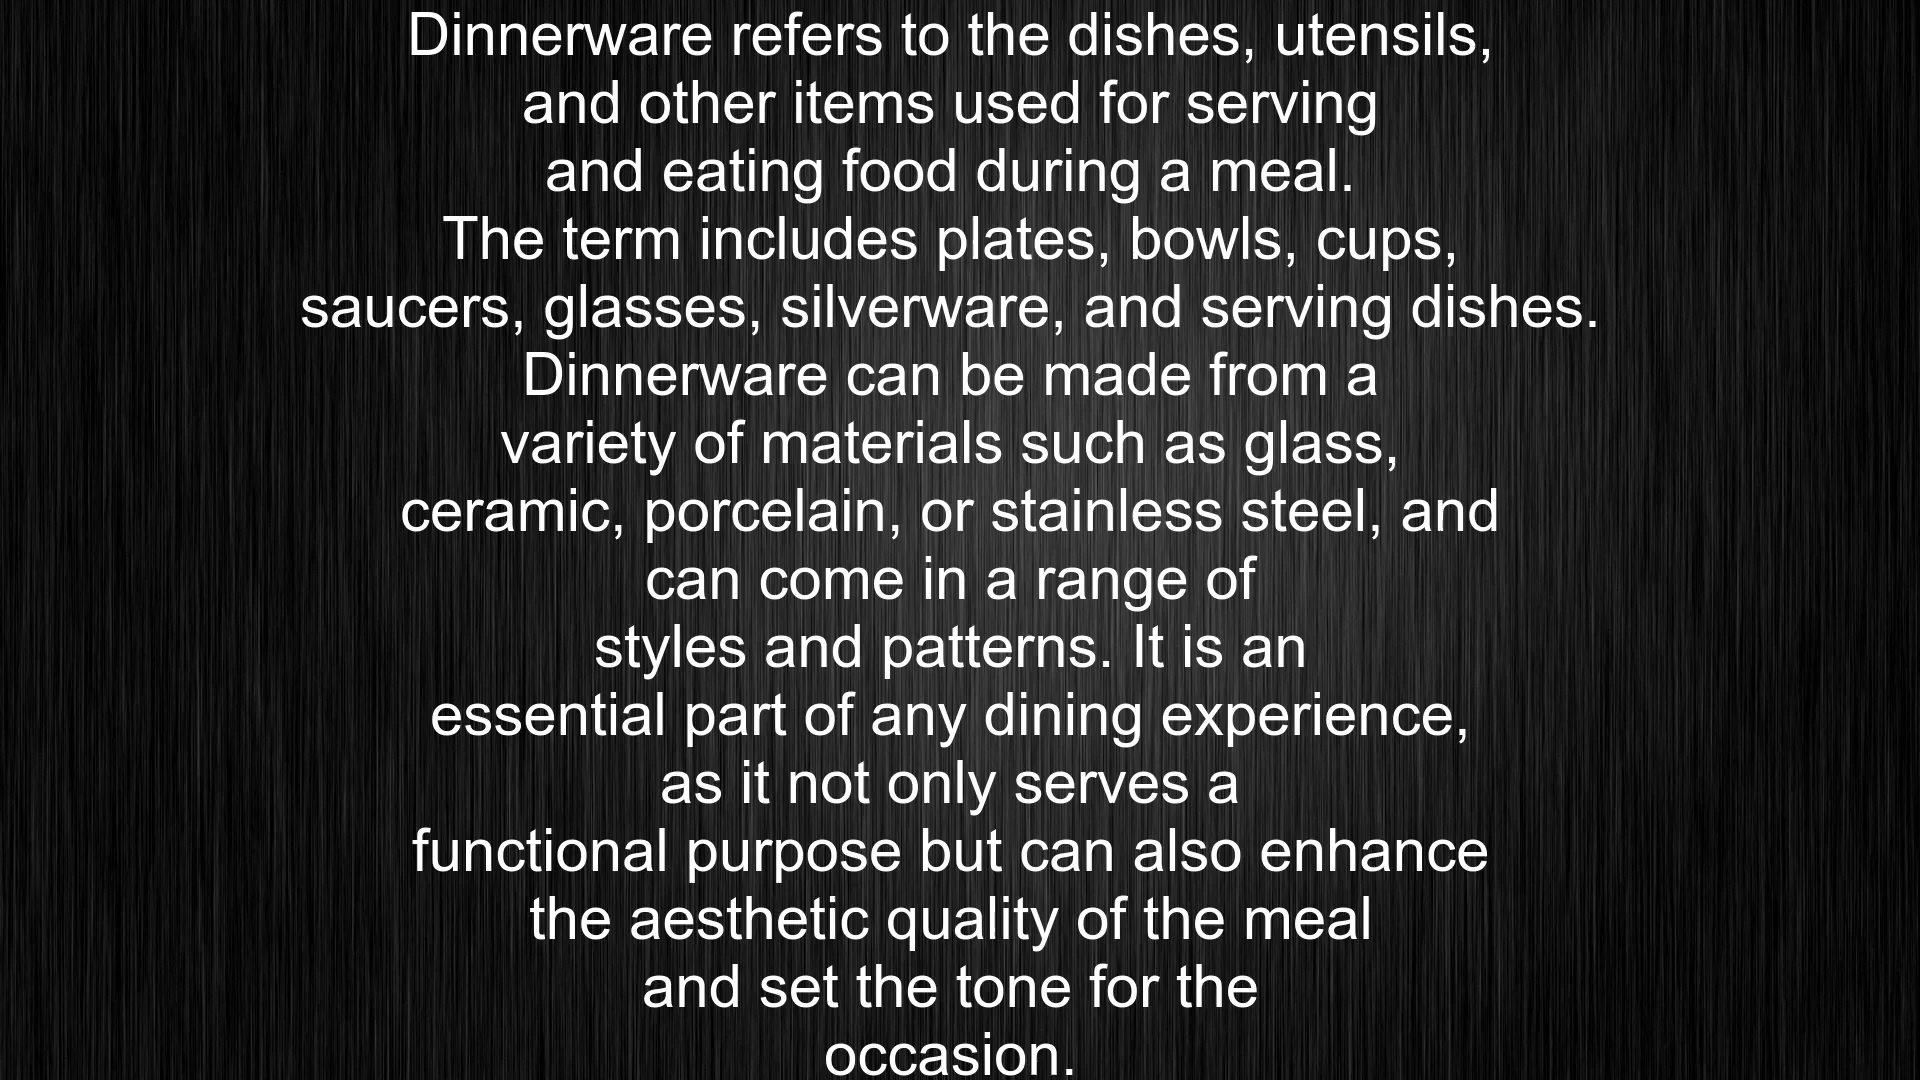 Dinnerware refers to the dishes, utensils,
and other items used for serving
and eating food during a meal.
The term includes plates, bowls, cups,
saucers, glasses, silverware, and serving dishes.
Dinnerware can be made from a
variety of materials such as glass,
ceramic, porcelain, or stainless steel, and
can come in a range of
styles and patterns. It is an
essential part of any dining experience,
as it not only serves a
functional purpose but can also enhance
the aesthetic quality of the meal
and set the tone for the
occasion.